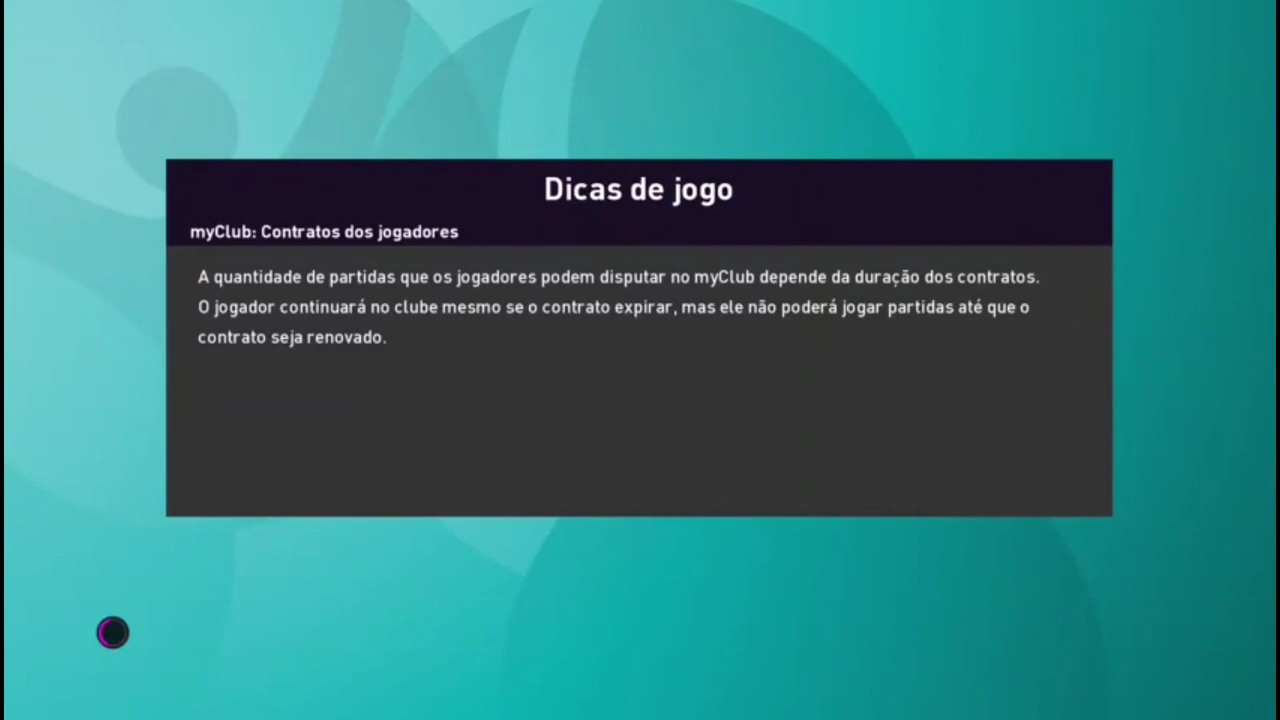 Dicas de jogo
myClub: Contratos dos jogadores
A quantidade de partidas que os jogadores podem disputar no myClub depende da duração dos contratos.
O jogador continuará no clube mesmo se o contrato expirar, mas ele não poderá jogar partidas até que o
contrato seja renovado.